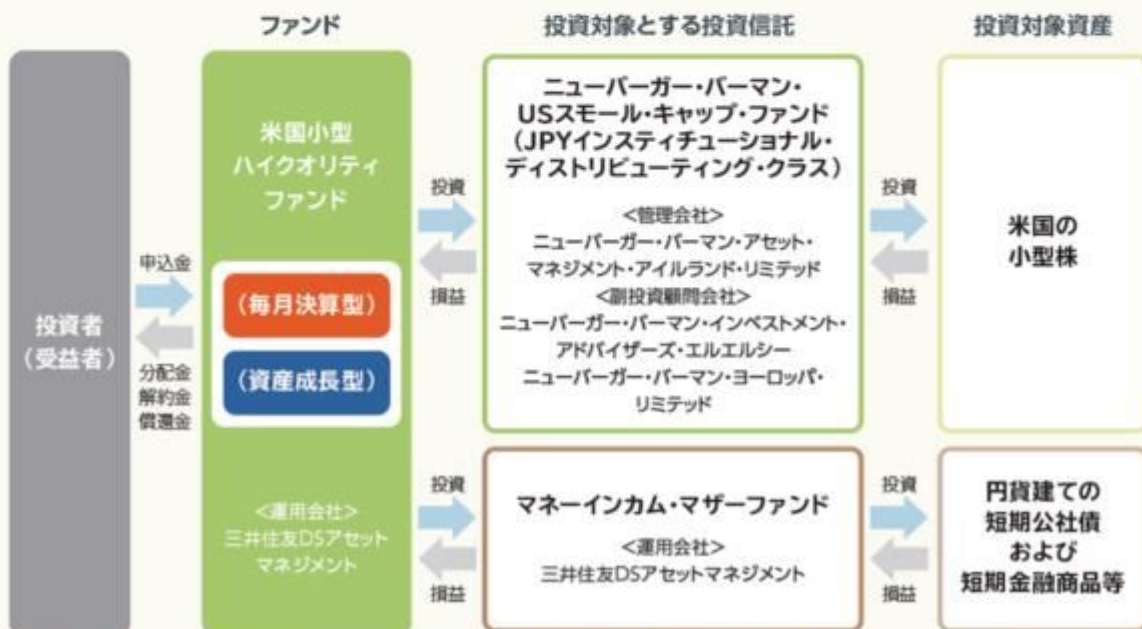 ファンド
投資対象とする投資信託
投資対象資産
投資者
（受益者）
申込金
分配金
解約金
償還金
米国小型
ハイクオリティ
ファンド
（毎月決算型）
（資産成長型）
＜運用会社＞
三井住友DSアセット
マネジメント
投資
損益
ニューバーガー・バーマン・
USスモール・キャップ・ファンド
（JPYインスティチューショナル・
ディストリビューティング・クラス）
＜管理会社＞
ニューバーガー・バーマン・アセット・
マネジメント・アイルランド・リミテッド
＜副投資顧問会社＞
ニューバーガー・バーマン・インベストメント・
アドバイザーズ・エルエルシー
ニューバーガー・バーマン・ヨーロッパ・
リミテッド
投資
損益
米国の
小型株
投資
損益
マネーインカム・マザーファンド
＜運用会社＞
三井住友DSアセットマネジメント
投資
損益
円貨建ての
短期公社債
および
短期金融商品等